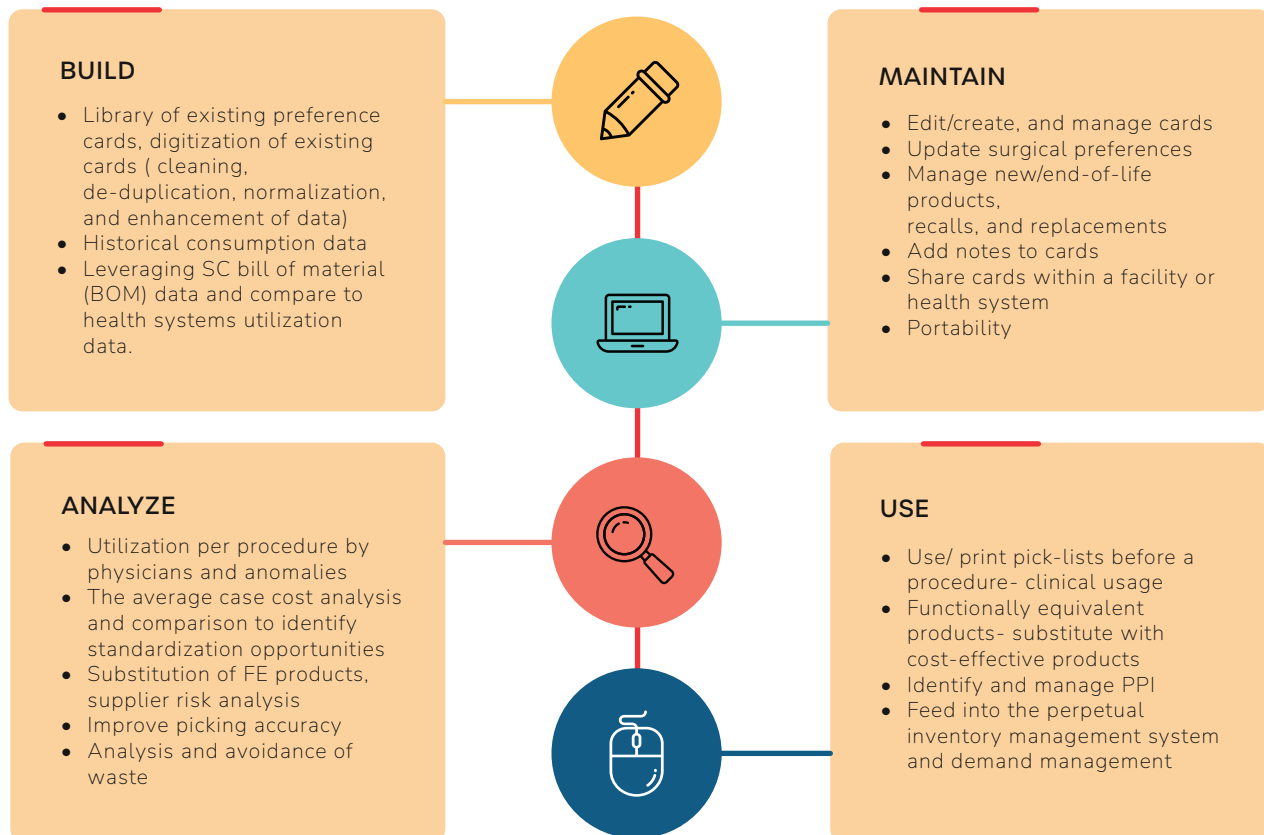 BUILD
• Library of existing preference
cards, digitization of existing
cards ( cleaning,
de-duplication, normalization,
and enhancement of data)
• Historical consumption data
• Leveraging SC bill of material
(BOM) data and compare to
health systems utilization
data.
MAINTAIN
• Edit/create, and manage cards
• Update surgical preferences
• Manage new/end-of-life
products,
recalls, and replacements
• Add notes to cards
• Share cards within a facility or
health system
• Portability
ANALYZE
• Utilization per procedure by
physicians and anomalies
• The average case cost analysis
and comparison to identify
standardization opportunities
• Substitution of FE products,
supplier risk analysis
• Improve picking accuracy
• Analysis and avoidance of
waste
USE
• Use/ print pick-lists before a
procedure- clinical usage
• Functionally equivalent
products- substitute with
cost-effective products
• Identify and manage PPI
• Feed into the perpetual
inventory management system
and demand management